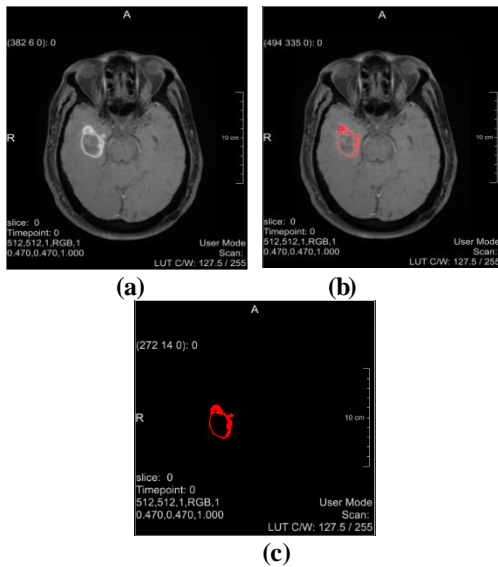 A
(382 6 0): 0
R
10 cm
slice: 0
Timepoint: 0
512,512,1,RGB,1
0.470,0.470,1.000
User Mode
Scan:
LUT C/W: 127.5 / 255
(a)
A
(494 335 0): 0
R
10 cm
slice: 0
Timepoint: 0
512,512,1,RGB,1
0.470,0.470,1.000
User Mode
Scan:
LUT C/W: 127.5 / 255
(b)
A
(272 14 0): 0
R
10 cm
slice: 0
Timepoint: 0
512,512,1,RGB,1
0.470,0.470,1.000
User Mode
Scan:
LUT C/W: 127.5 / 255
(c)